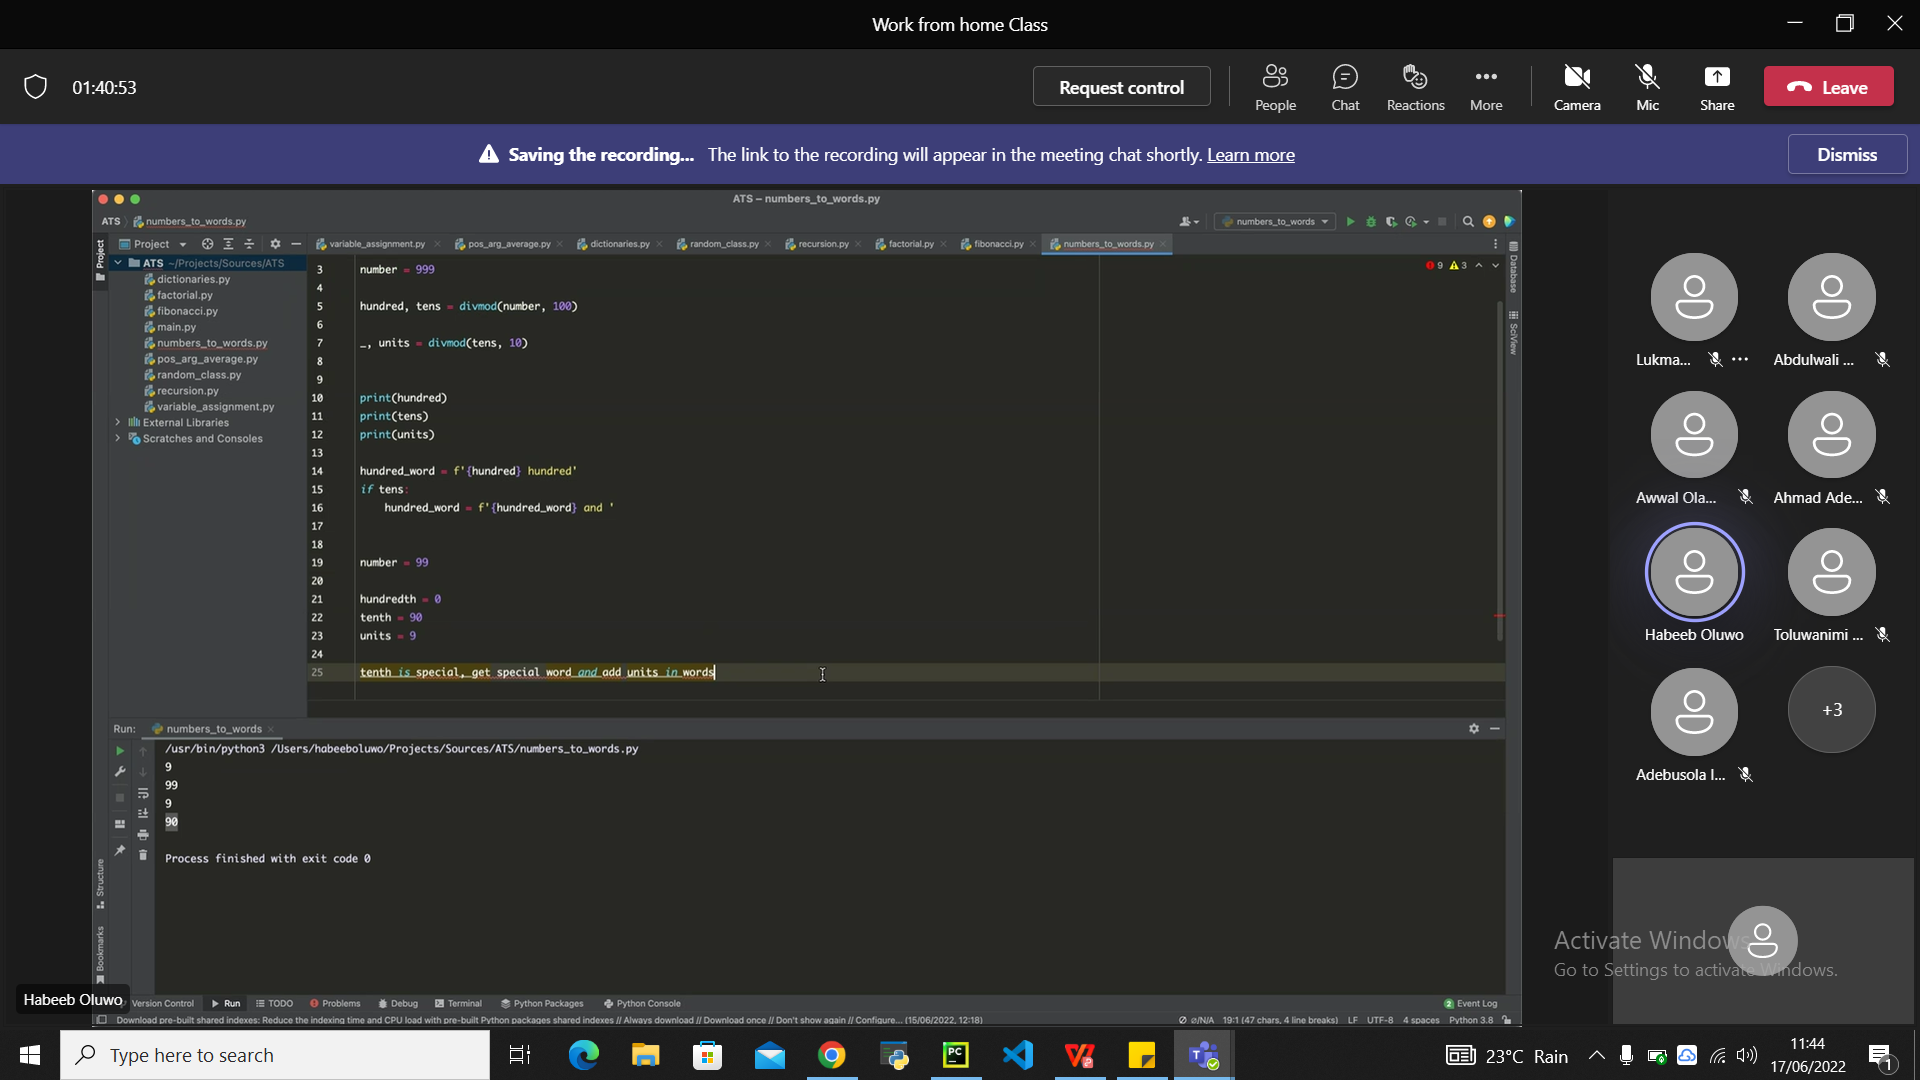 Work from home Class
01:40:53
Request control
People
Chat
Reactions
More
Camera
Mic
Share
Leave
Saving the recording... The link to the recording will appear in the meeting chat shortly. Learn more
Dismiss
ATS – numbers_to_words.py
ATS numbers_to_words.py
numbers_to_words
Project
Project
variable_assignment.py
pos_arg_average.py
dictionaries.py
random_class.py
recursion.py
factorial.py
fibonacci.py
numbers_to_words.py
ATS ~/Projects/Sources/ATS
dictionaries.py
factorial.py
fibonacci.py
main.py
numbers_to_words.py
pos_arg_average.py
random_class.py
recursion.py
variable_assignment.py
External Libraries
Scratches and Consoles
9 3
Database
SciView
3 number = 999
4
5 hundred, tens = divmod(number, 100)
6
7 _, units = divmod(tens, 10)
8
9
10 print(hundred)
11 print(tens)
12 print(units)
13
14 hundred_word = f'{hundred} hundred'
15 if tens:
16 hundred_word = f'{hundred_word} and '
17
18
19 number = 99
20
21 hundredth = 0
22 tenth = 90
23 units = 9
24
25 tenth is special, get special word and add units in words
Run: numbers_to_words
/usr/bin/python3 /Users/habeeboluwo/Projects/Sources/ATS/numbers_to_words.py
9
99
9
90
Process finished with exit code 0
Structure
Bookmarks
Habeeb Oluwo
Version Control
Run
TODO
Problems
Debug
Terminal
Python Packages
Python Console
2 Event Log
Download pre-built shared indexes: Reduce the indexing time and CPU load with pre-built Python packages shared indexes // Always download // Download once // Don't show again // Configure... (15/06/2022, 12:18)
19:1 (47 chars, 4 line breaks) LF UTF-8 4 spaces Python 3.8
Lukma...
Abdulwali ...
Awwal Ola...
Ahmad Ade...
Habeeb Oluwo
Toluwanimi ...
Adebusola I...
+3
Activate Windows
Go to Settings to activate Windows.
Type here to search
PC
23°C Rain
11:44
17/06/2022
1